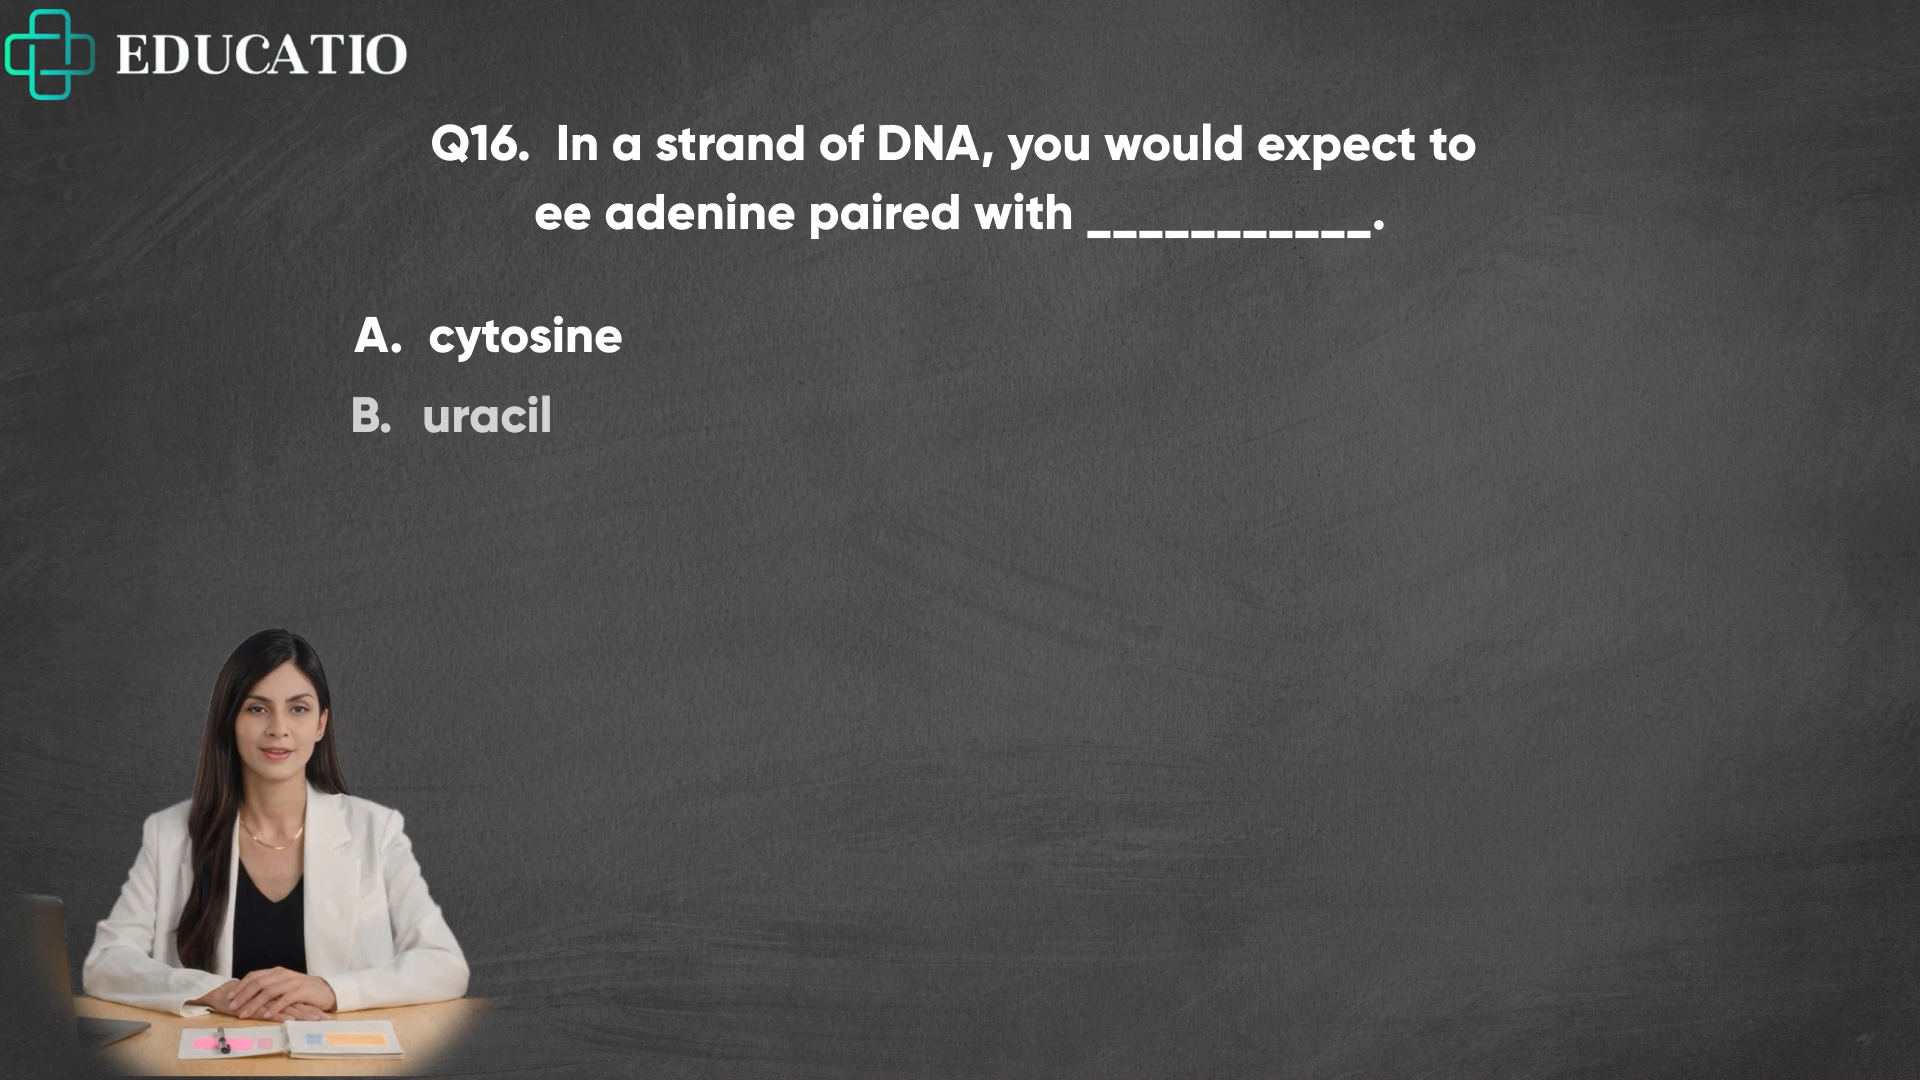 EDUCATIO
Q16. In a strand of DNA, you would expect to
ee adenine paired with ___________.
A. cytosine
B. uracil